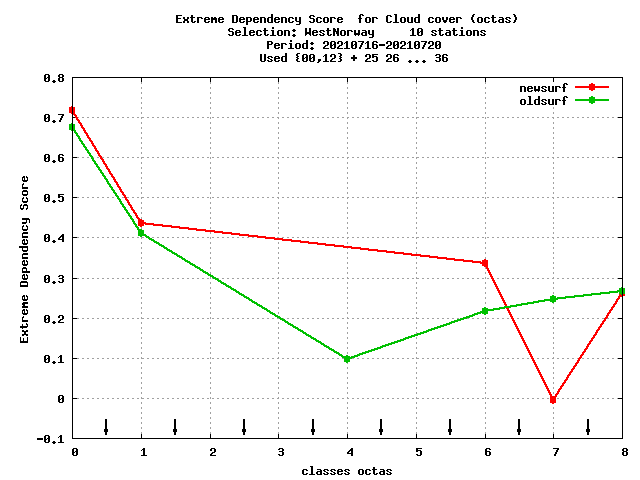 Extreme Dependency Score  for Cloud cover (octas)
Selection: WestNorway     10 stations
Period: 20210716-20210720
Used {00,12} + 25 26 ... 36
newsurf
oldsurf
0.8
0.7
0.6
0.5
0.4
0.3
0.2
0.1
0
-0.1
Extreme Dependency Score
0 1 2 3 4 5 6 7 8
classes octas